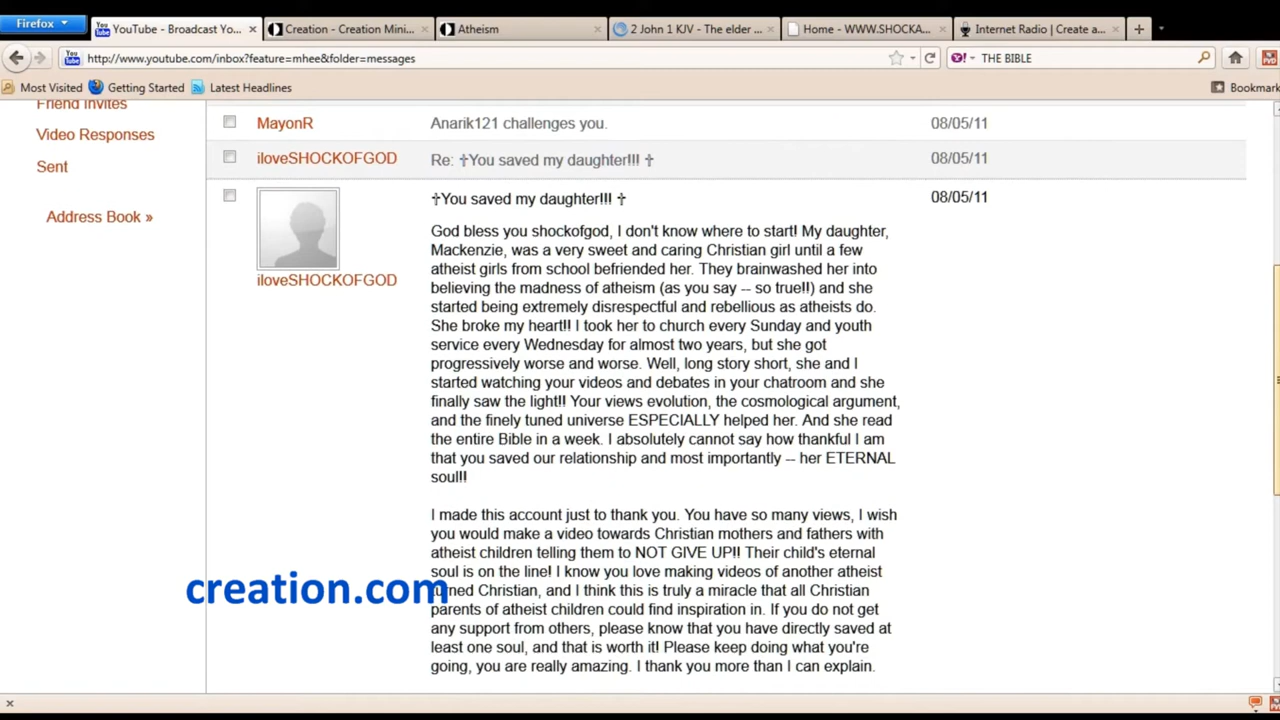 Firefox
YouTube - Broadcast Yo...
Creation - Creation Mini...
Atheism
2 John 1 KJV - The elder ...
Home - WWW.SHOCKA...
Internet Radio | Create a...
http://www.youtube.com/inbox?feature=mhee&folder=messages
THE BIBLE
Most Visited
Getting Started
Latest Headlines
Bookmark
Friend Invites
Video Responses
Sent
Address Book »
MayonR
Anarik121 challenges you.
08/05/11
iloveSHOCKOFGOD
Re: †You saved my daughter!!! †
08/05/11
†You saved my daughter!!! †
08/05/11
iloveSHOCKOFGOD
God bless you shockofgod, I don't know where to start! My daughter,
Mackenzie, was a very sweet and caring Christian girl until a few
atheist girls from school befriended her. They brainwashed her into
believing the madness of atheism (as you say -- so true!!) and she
started being extremely disrespectful and rebellious as atheists do.
She broke my heart!! I took her to church every Sunday and youth
service every Wednesday for almost two years, but she got
progressively worse and worse. Well, long story short, she and I
started watching your videos and debates in your chatroom and she
finally saw the light!! Your views evolution, the cosmological argument,
and the finely tuned universe ESPECIALLY helped her. And she read
the entire Bible in a week. I absolutely cannot say how thankful I am
that you saved our relationship and most importantly -- her ETERNAL
soul!!
I made this account just to thank you. You have so many views, I wish
you would make a video towards Christian mothers and fathers with
atheist children telling them to NOT GIVE UP!! Their child's eternal
soul is on the line! I know you love making videos of another atheist
turned Christian, and I think this is truly a miracle that all Christian
parents of atheist children could find inspiration in. If you do not get
any support from others, please know that you have directly saved at
least one soul, and that is worth it! Please keep doing what you're
going, you are really amazing. I thank you more than I can explain.
creation.com